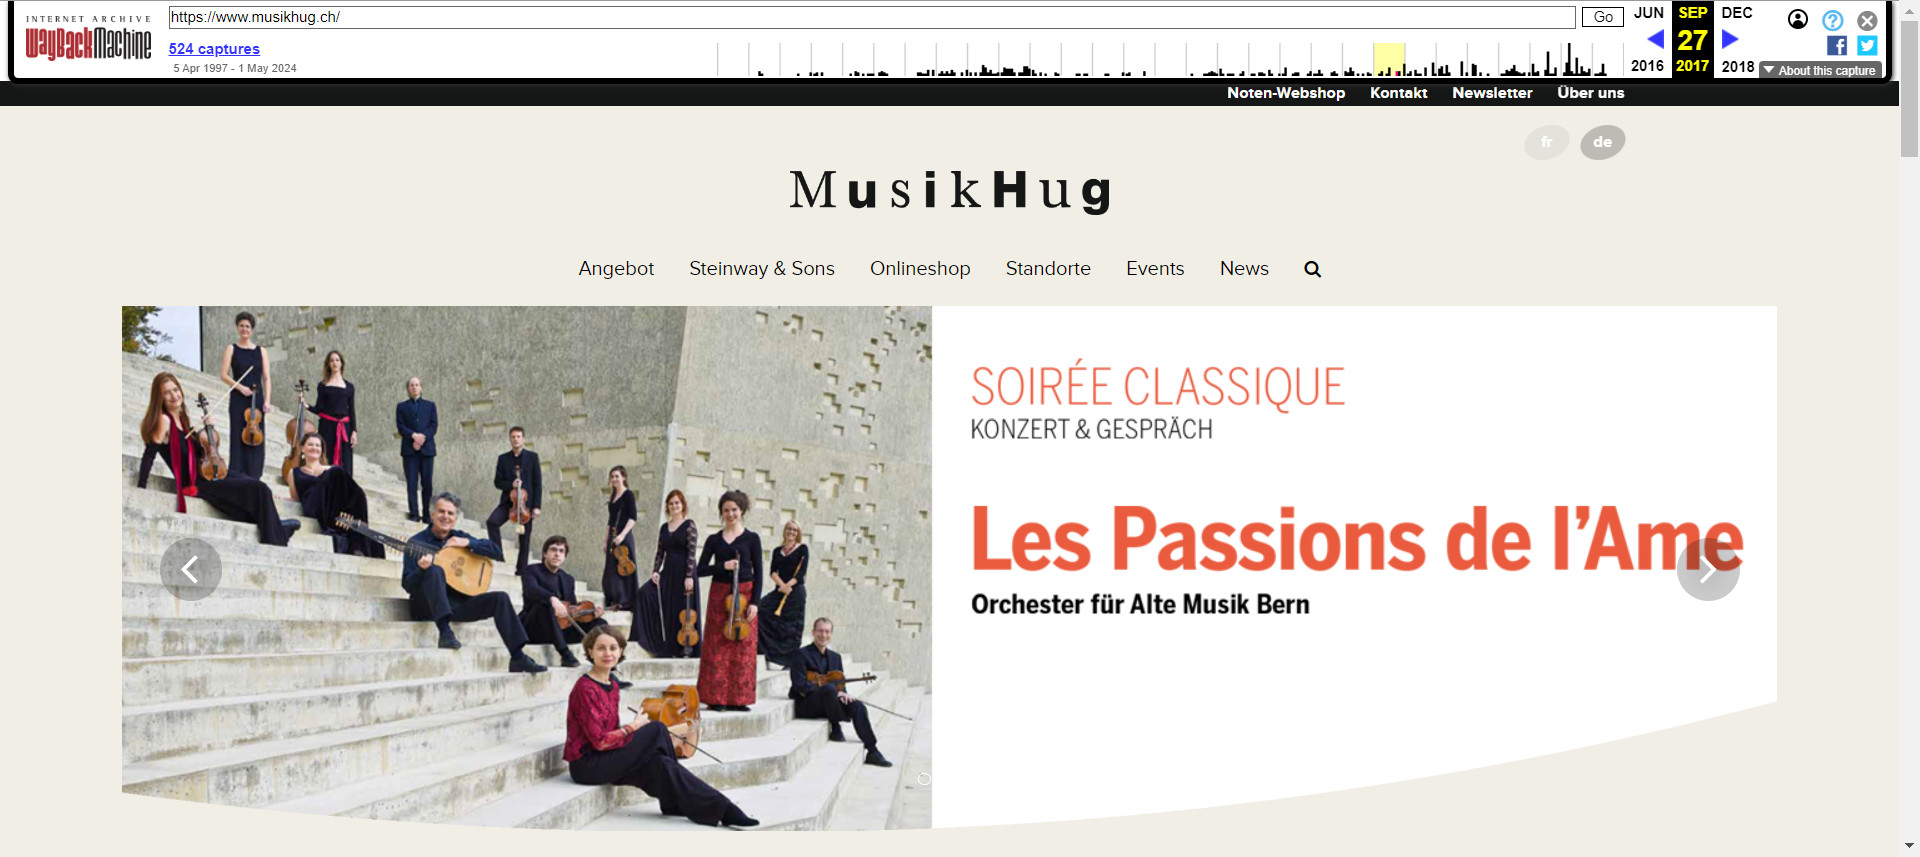 INTERNET ARCHIVE
WayBackMachine
https://www.musikhug.ch/
Go
524 captures
5 Apr 1997 - 1 May 2024
JUN SEP DEC
27
2016 2017 2018
About this capture
Noten-Webshop Kontakt Newsletter Über uns
fr de
MusikHug
Angebot Steinway & Sons Onlineshop Standorte Events News
SOIRÉE CLASSIQUE
KONZERT & GESPRÄCH
Les Passions de l’Ame
Orchester für Alte Musik Bern